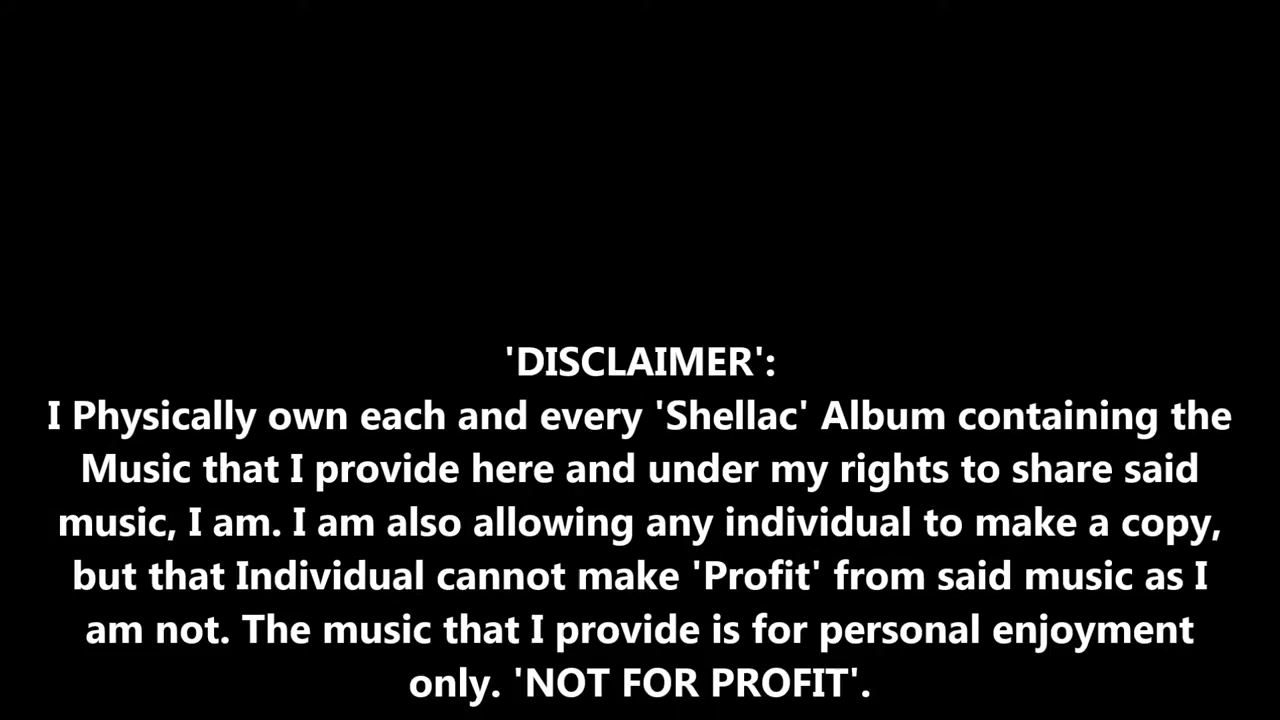 'DISCLAIMER':
I Physically own each and every 'Shellac' Album containing the
Music that I provide here and under my rights to share said
music, I am. I am also allowing any individual to make a copy,
but that Individual cannot make 'Profit' from said music as I
am not. The music that I provide is for personal enjoyment
only. 'NOT FOR PROFIT'.